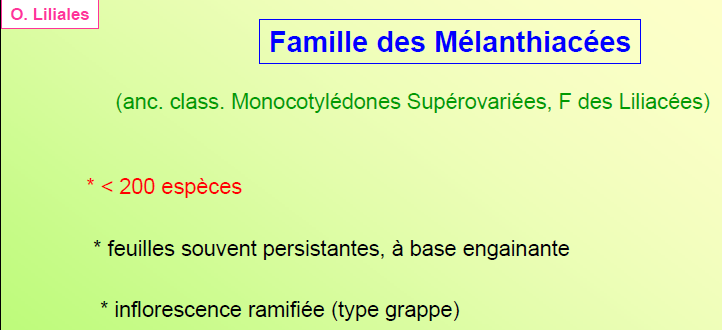 O. Liliales
Famille des Mélanthiacées
(anc. class. Monocotylédones Supérovariées, F des Liliacées)
* < 200 espèces
* feuilles souvent persistantes, à base engainante
* inflorescence ramifiée (type grappe)